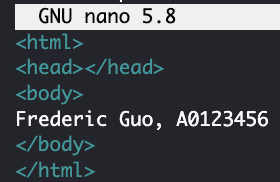 GNU nano 5.8
<html>
<head></head>
<body>
Frederic Guo, A0123456
</body>
</html>